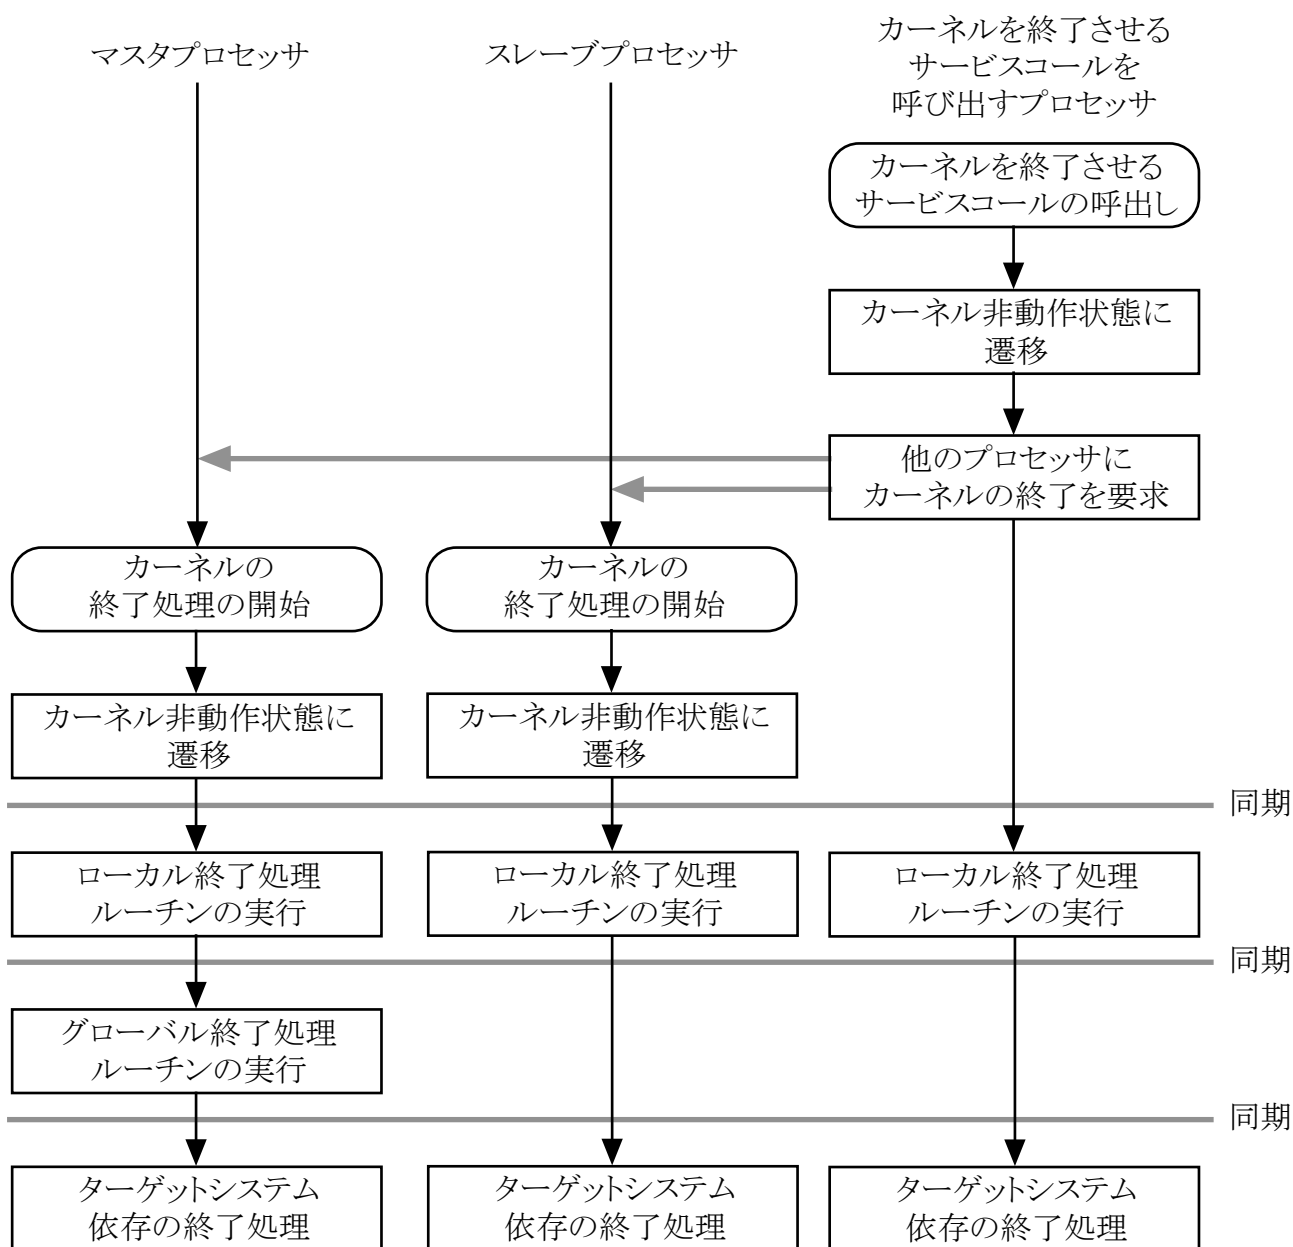 マスタプロセッサ
スレーブプロセッサ
カーネルを終了させる
サービスコールを
呼び出すプロセッサ
カーネルを終了させる
サービスコールの呼出し
カーネル非動作状態に
遷移
他のプロセッサに
カーネルの終了を要求
カーネルの
終了処理の開始
カーネルの
終了処理の開始
カーネル非動作状態に
遷移
カーネル非動作状態に
遷移
同期
ローカル終了処理
ルーチンの実行
ローカル終了処理
ルーチンの実行
ローカル終了処理
ルーチンの実行
同期
グローバル終了処理
ルーチンの実行
同期
ターゲットシステム
依存の終了処理
ターゲットシステム
依存の終了処理
ターゲットシステム
依存の終了処理